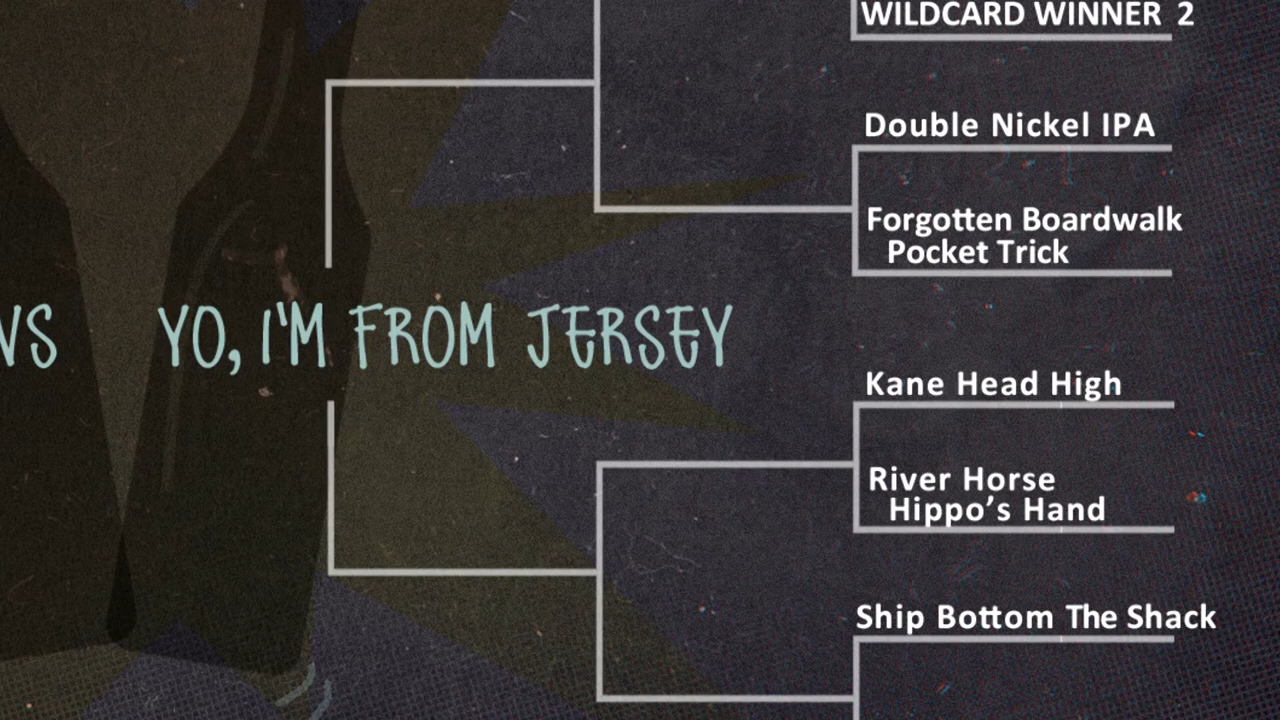 WILDCARD WINNER 2
Double Nickel IPA
Forgotten Boardwalk
Pocket Trick
YO, I'M FROM JERSEY
Kane Head High
River Horse
Hippo’s Hand
Ship Bottom The Shack